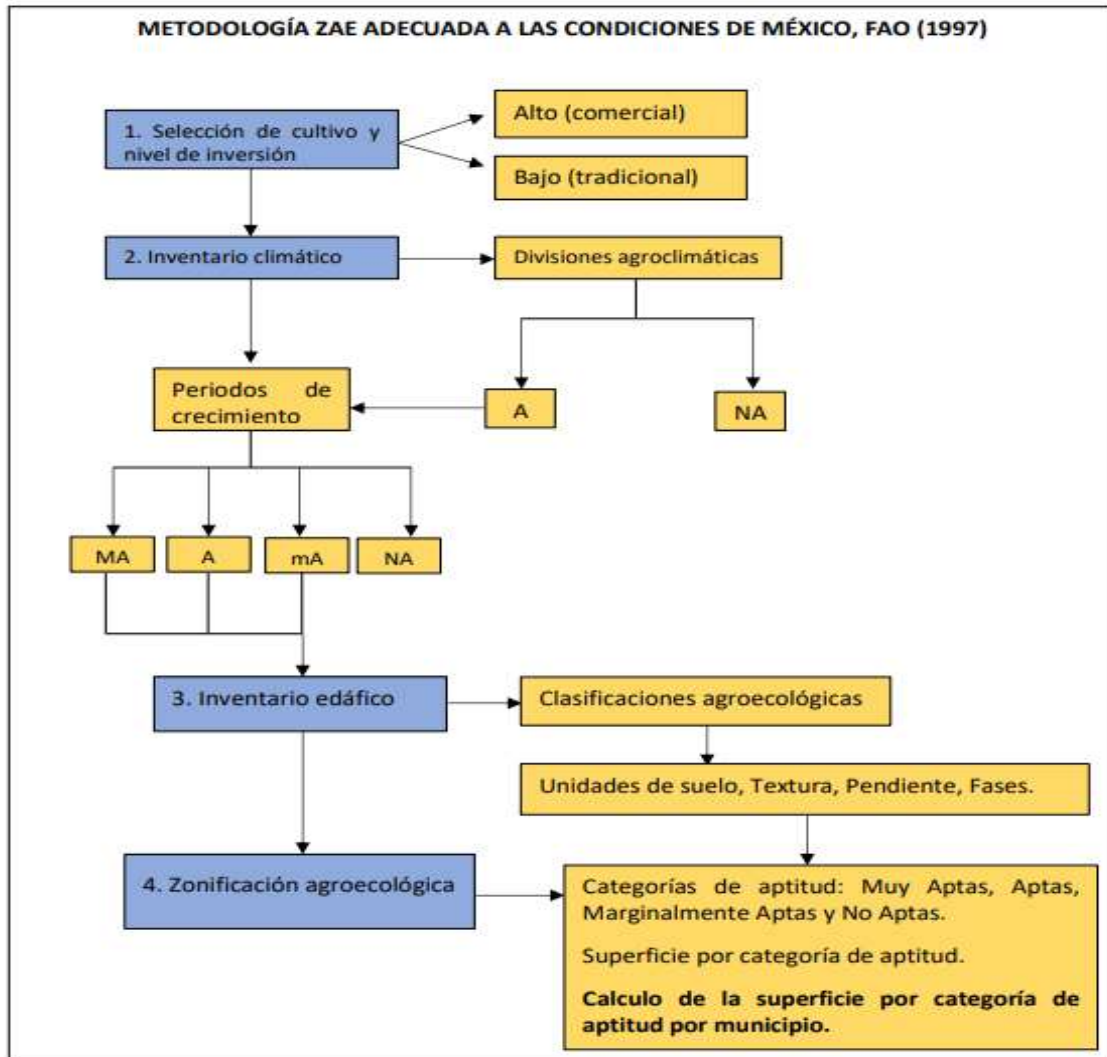 METODOLOGÍA ZAE ADECUADA A LAS CONDICIONES DE MÉXICO, FAO (1997)
1. Selección de cultivo y
nivel de inversión
Alto (comercial)
Bajo (tradicional)
2. Inventario climático
Divisiones agroclimáticas
Periodos de
crecimiento
A
NA
MA
A
mA
NA
3. Inventario edáfico
Clasificaciones agroecológicas
Unidades de suelo, Textura, Pendiente, Fases.
4. Zonificación agroecológica
Categorías de aptitud: Muy Aptas, Aptas,
Marginalmente Aptas y No Aptas.
Superficie por categoría de aptitud.
Calculo de la superficie por categoría de
aptitud por municipio.